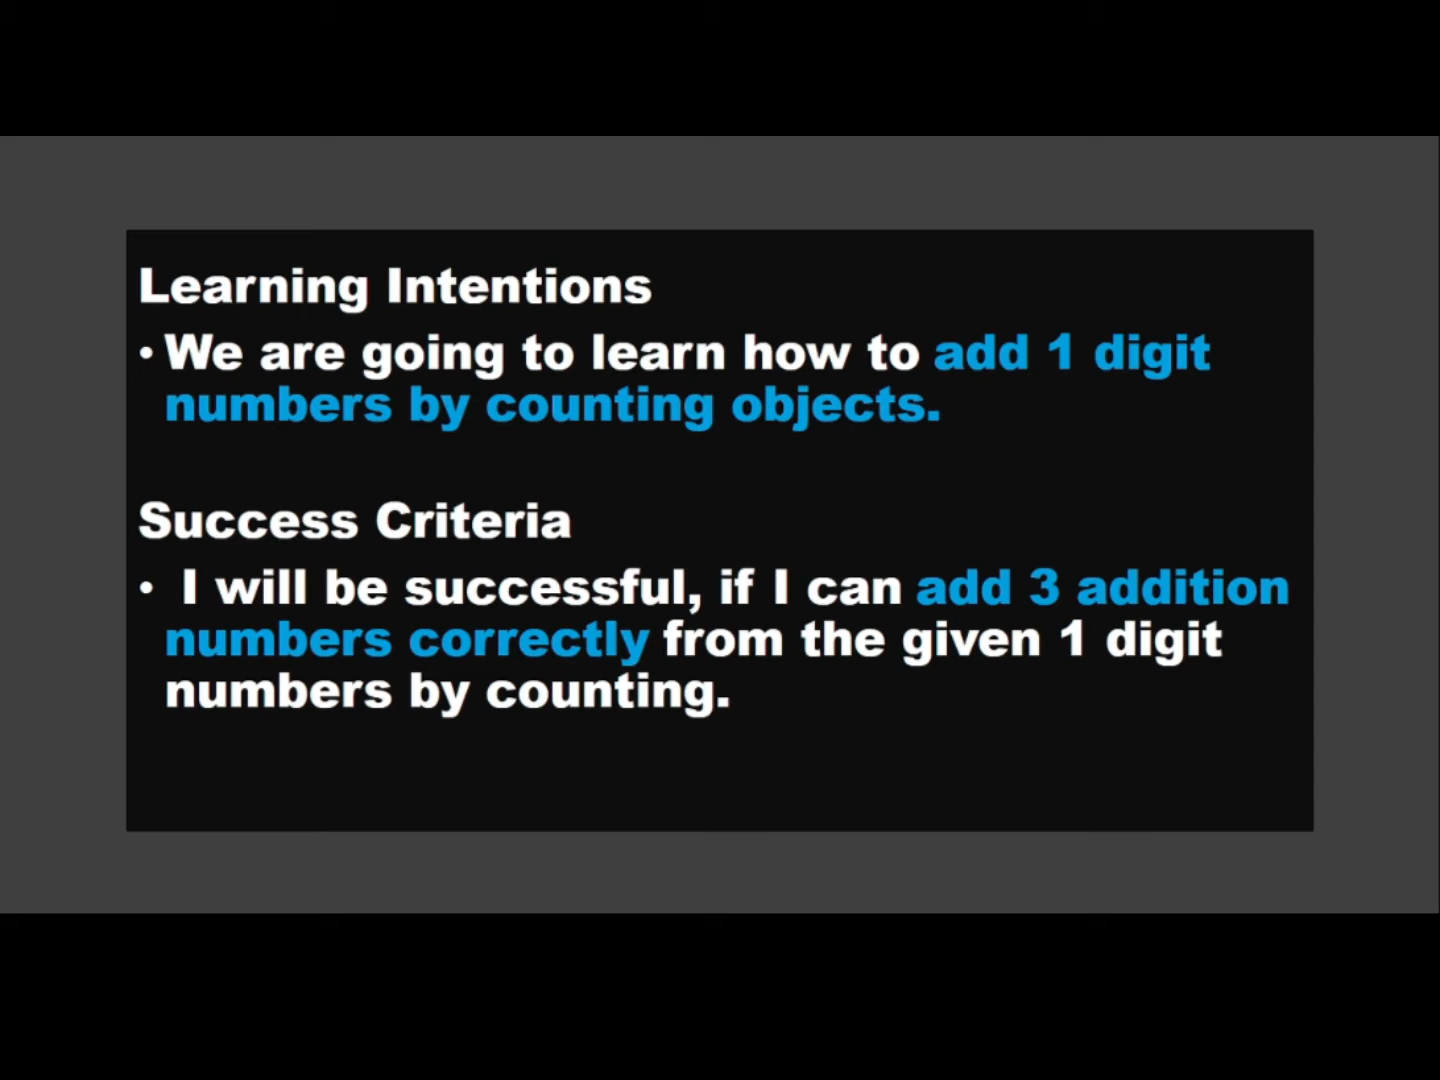 Learning Intentions
• We are going to learn how to add 1 digit
numbers by counting objects.
Success Criteria
• I will be successful, if I can add 3 addition
numbers correctly from the given 1 digit
numbers by counting.